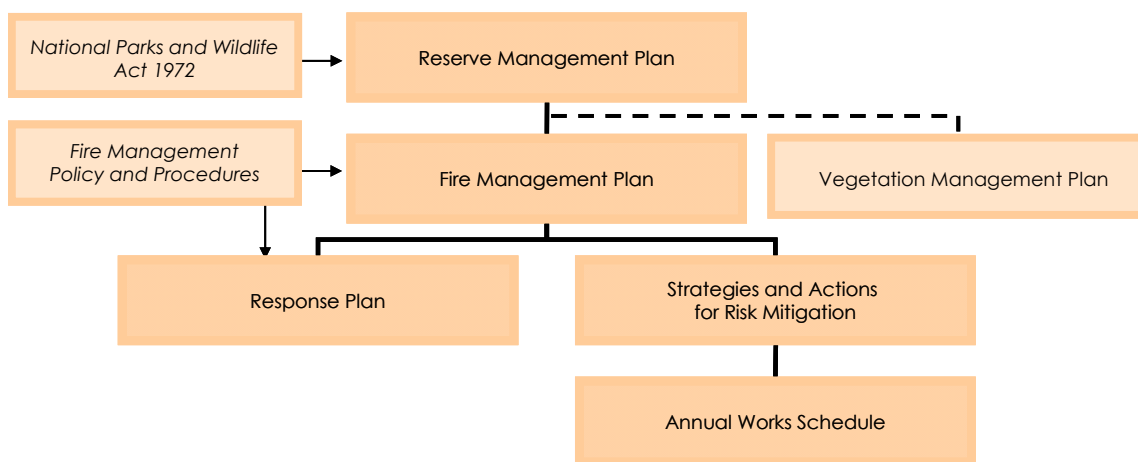 National Parks and Wildlife
Act 1972
Reserve Management Plan
Fire Management
Policy and Procedures
Fire Management Plan
Vegetation Management Plan
Response Plan
Strategies and Actions
for Risk Mitigation
Annual Works Schedule